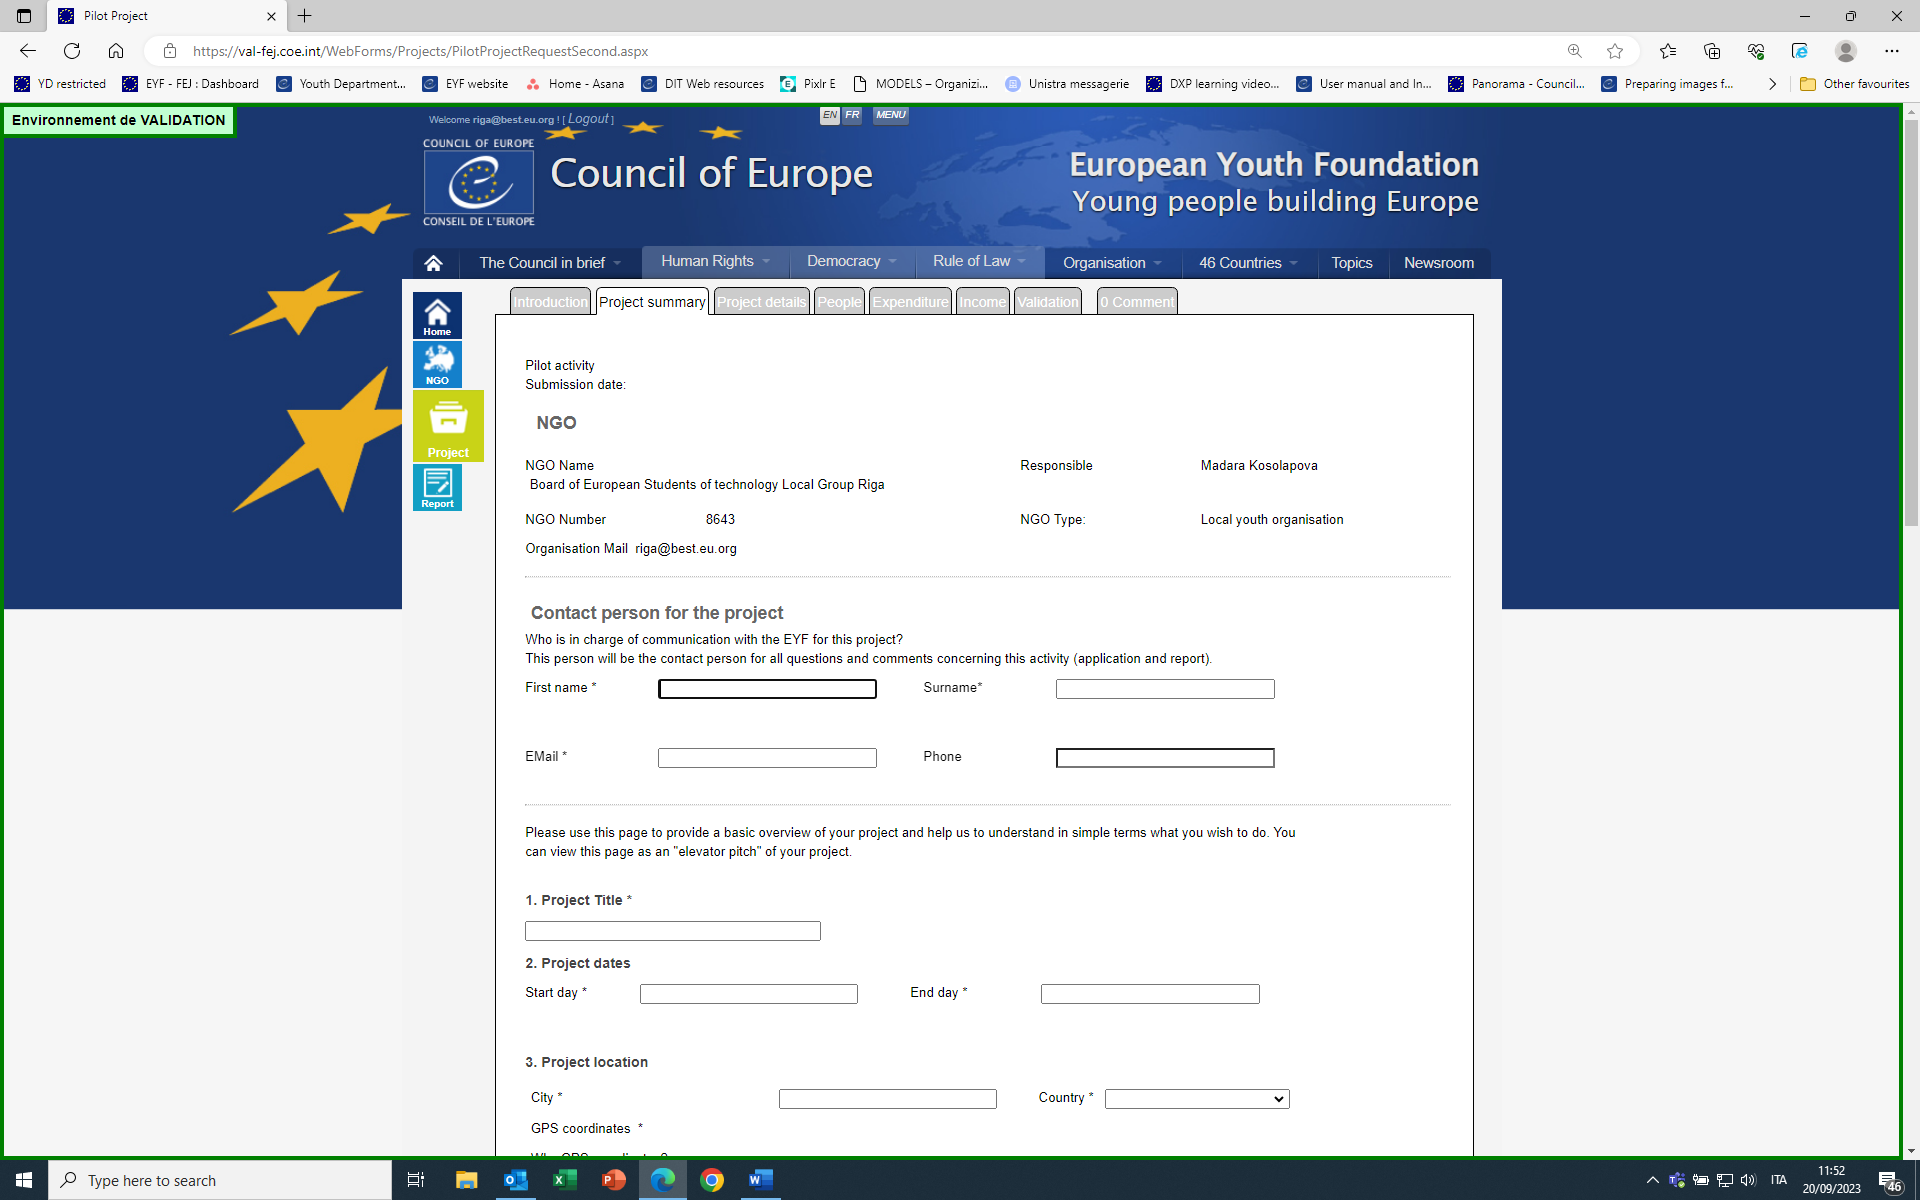 Pilot Project
https://val-fej.coe.int/WebForms/Projects/PilotProjectRequestSecond.aspx
YD restricted
EYF - FEJ : Dashboard
Youth Department...
EYF website
Home - Asana
DIT Web resources
Pixlr E
MODELS – Organizi...
Unistra messagerie
DXP learning video...
User manual and In...
Panorama - Council...
Preparing images f...
Other favourites
Environnement de VALIDATION
Welcome riga@best.eu.org ! [ Logout ]
EN FR MENU
COUNCIL OF EUROPE
CONSEIL DE L'EUROPE
Council of Europe
European Youth Foundation
Young people building Europe
The Council in brief
Human Rights
Democracy
Rule of Law
Organisation
46 Countries
Topics
Newsroom
Home
NGO
Project
Report
Introduction
Project summary
Project details
People
Expenditure
Income
Validation
0 Comment
Pilot activity
Submission date:
NGO
NGO Name
Responsible Madara Kosolapova
Board of European Students of technology Local Group Riga
NGO Number 8643
NGO Type: Local youth organisation
Organisation Mail riga@best.eu.org
Contact person for the project
Who is in charge of communication with the EYF for this project?
This person will be the contact person for all questions and comments concerning this activity (application and report).
First name *
Surname*
EMail *
Phone
Please use this page to provide a basic overview of your project and help us to understand in simple terms what you wish to do. You
can view this page as an "elevator pitch" of your project.
1. Project Title *
2. Project dates
Start day *
End day *
3. Project location
City *
Country *
GPS coordinates *
Type here to search
ITA
11:52
20/09/2023
46